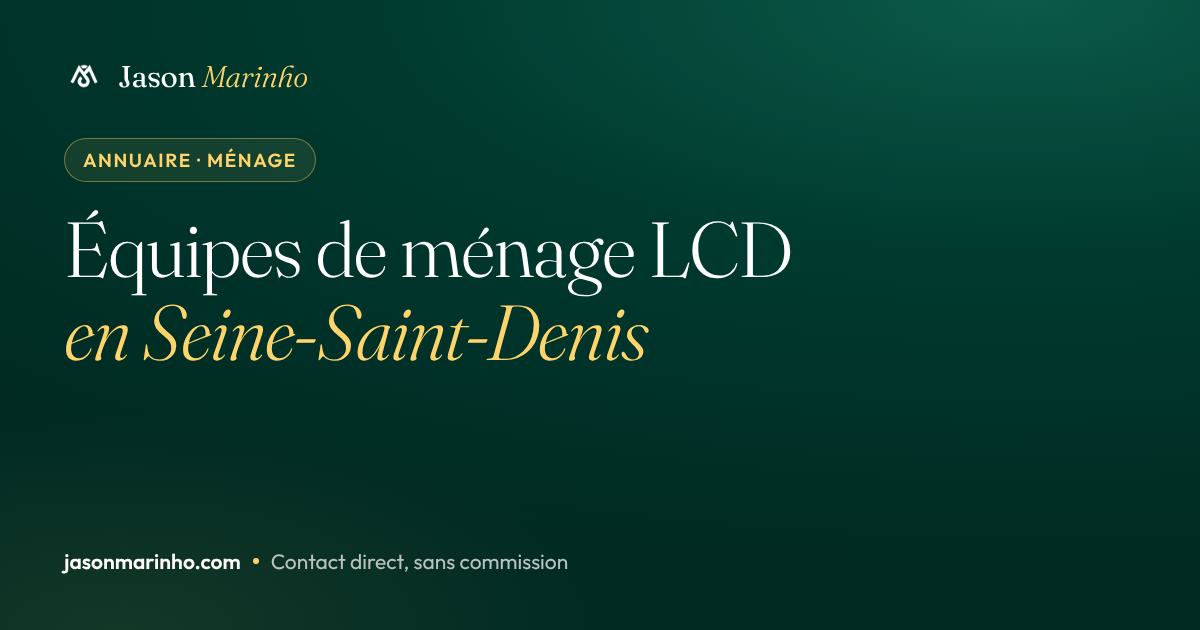 Jason Marinho
ANNUAIRE · MÉNAGE
Équipes de ménage LCD
en Seine-Saint-Denis
jasonmarinho.com • Contact direct, sans commission